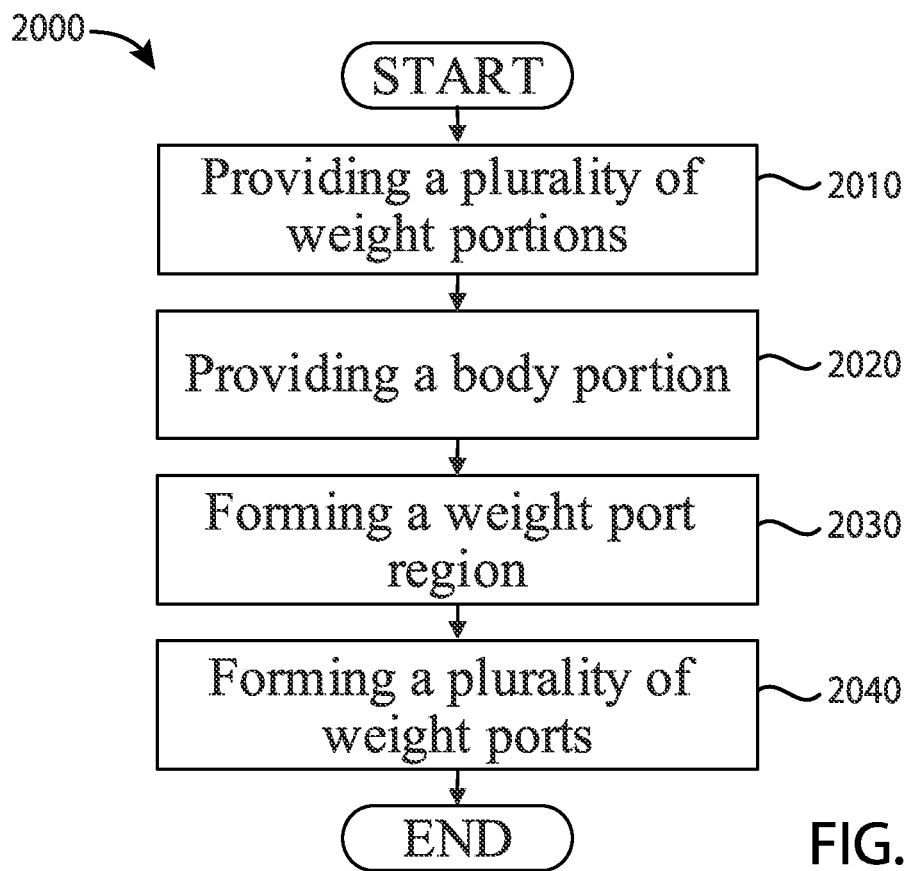 2000
START
Providing a plurality of
weight portions
2010
Providing a body portion
2020
Forming a weight port
region
2030
Forming a plurality of
weight ports
2040
END
FIG.